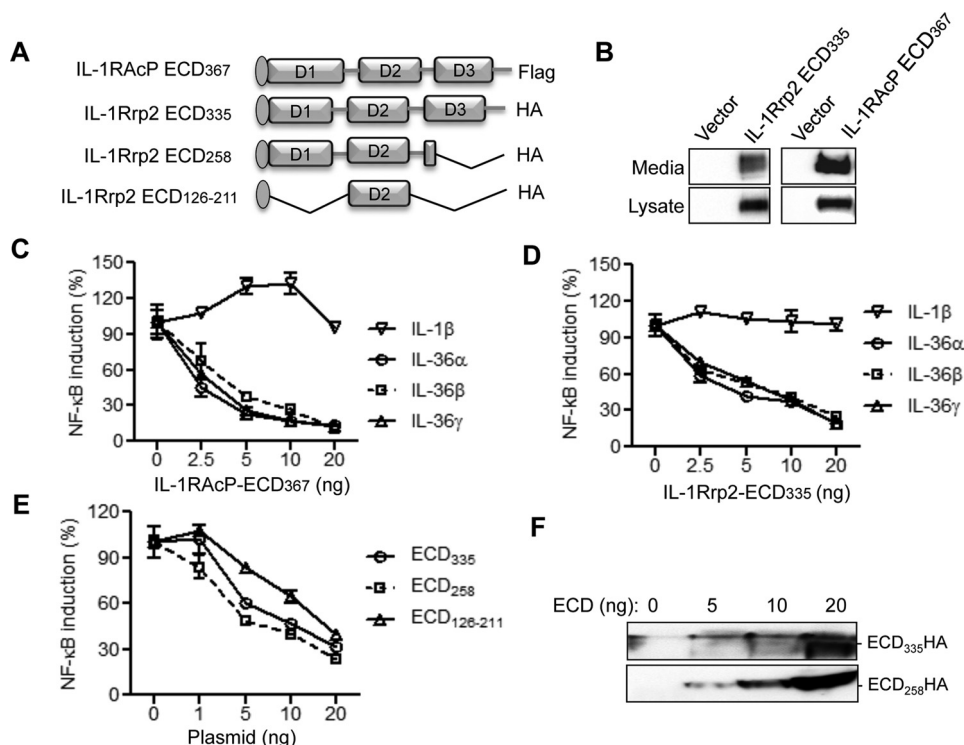 A
IL-1RAcP ECD367 D1 D2 D3 Flag
IL-1Rrp2 ECD335 D1 D2 D3 HA
IL-1Rrp2 ECD258 D1 D2 HA
IL-1Rrp2 ECD126-211 D2 HA
B
Vector
IL-1Rrp2 ECD335
Vector
IL-1RAcP ECD367
Media
Lysate
C
NF-κB induction (%)
150
120
90
60
30
0
0 2.5 5 10 20
IL-1RAcP-ECD367 (ng)
IL-1β
IL-36α
IL-36β
IL-36γ
D
NF-kB induction (%)
150
120
90
60
30
0
0 2.5 5 10 20
IL-1Rrp2-ECD335 (ng)
IL-1β
IL-36α
IL-36β
IL-36γ
E
NF-κB induction (%)
120
90
60
30
0
0 1 5 10 20
Plasmid (ng)
ECD335
ECD258
ECD126-211
F
ECD (ng): 0 5 10 20
ECD335HA
ECD258HA